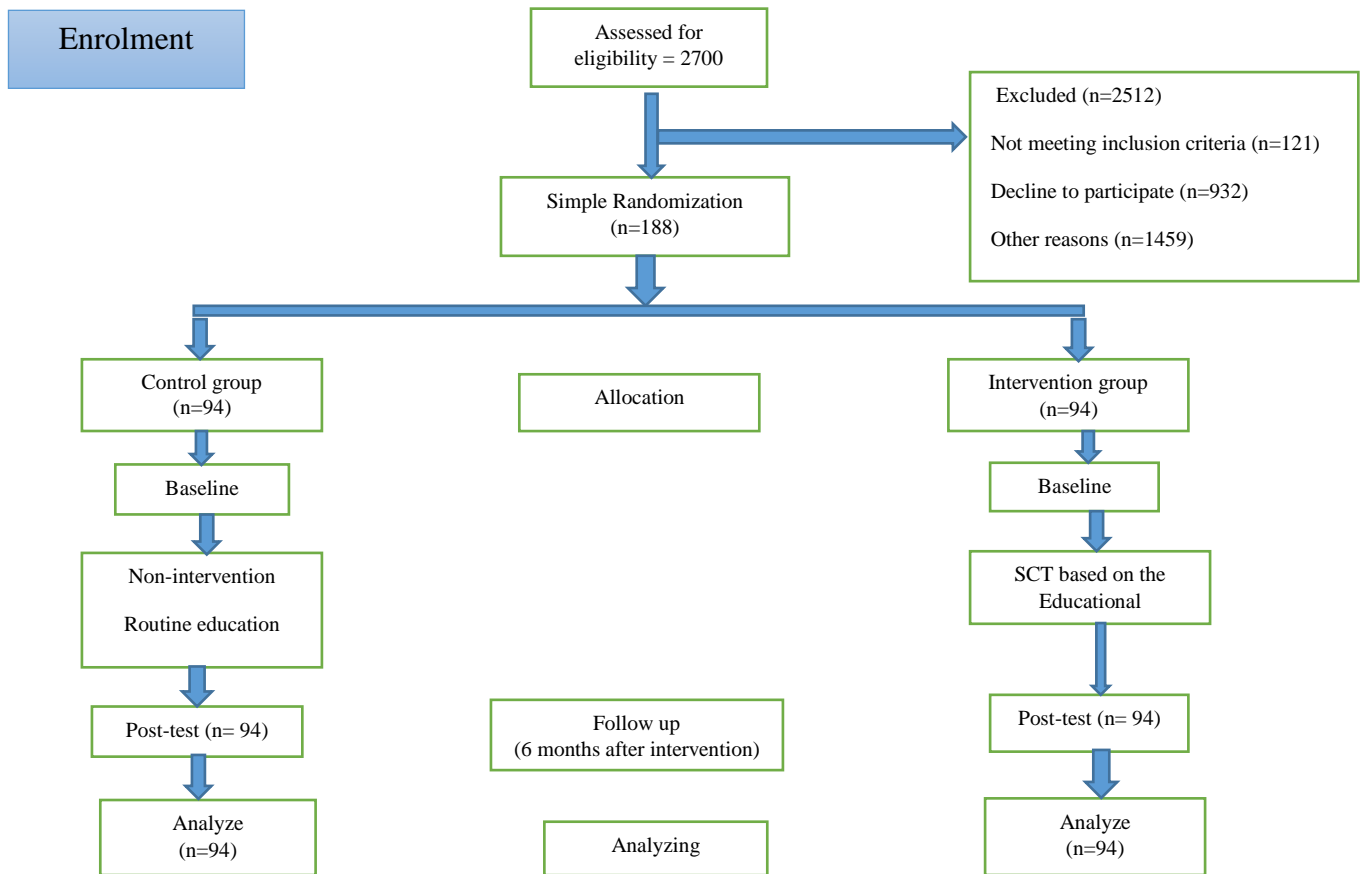 Enrolment
Assessed for
eligibility = 2700
Excluded (n=2512)
Not meeting inclusion criteria (n=121)
Decline to participate (n=932)
Other reasons (n=1459)
Simple Randomization
(n=188)
Control group
(n=94)
Allocation
Intervention group
(n=94)
Baseline
Baseline
Non-intervention
Routine education
SCT based on the
Educational
Post-test (n= 94)
Follow up
(6 months after intervention)
Post-test (n= 94)
Analyze
(n=94)
Analyzing
Analyze
(n=94)